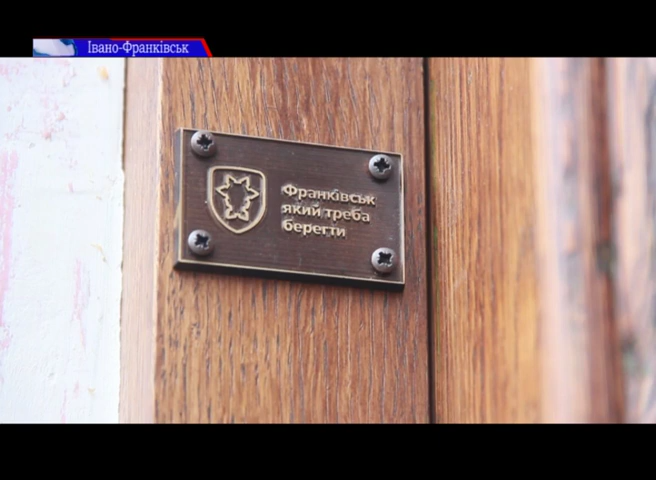 Івано-Франківськ
Франківськ
який треба
берегти